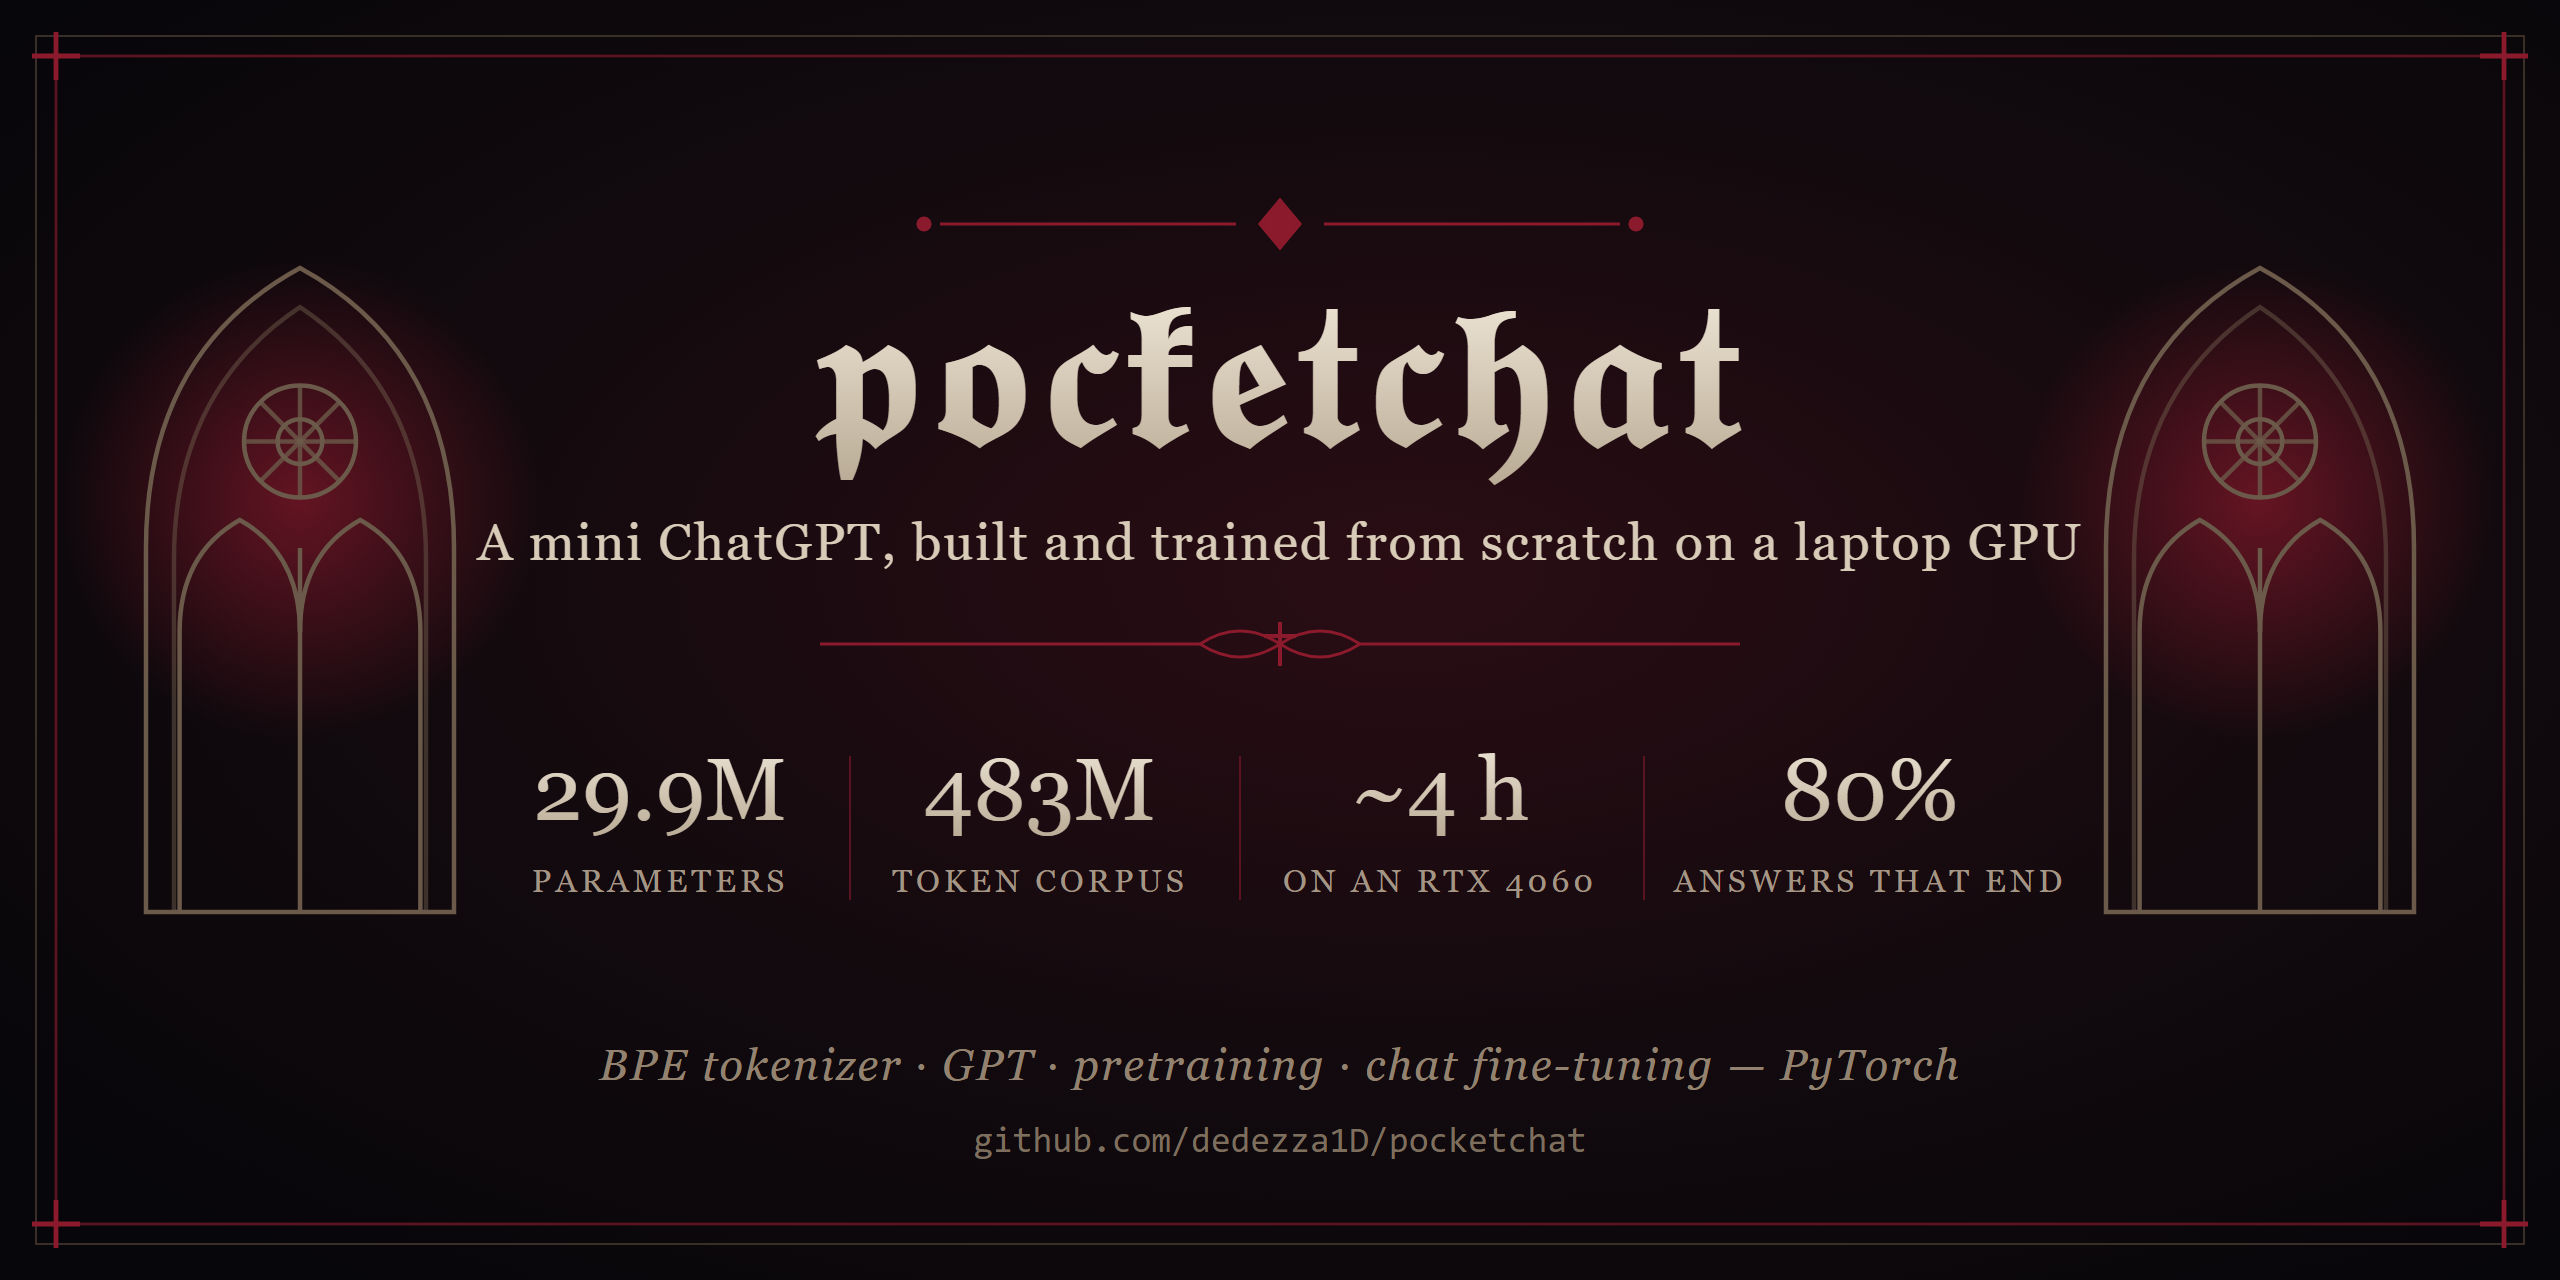 pocketchat
A mini ChatGPT, built and trained from scratch on a laptop GPU
29.9M 483M ~4 h 80%
PARAMETERS TOKEN CORPUS ON AN RTX 4060 ANSWERS THAT END
BPE tokenizer · GPT · pretraining · chat fine-tuning — PyTorch
github.com/dedezza1D/pocketchat